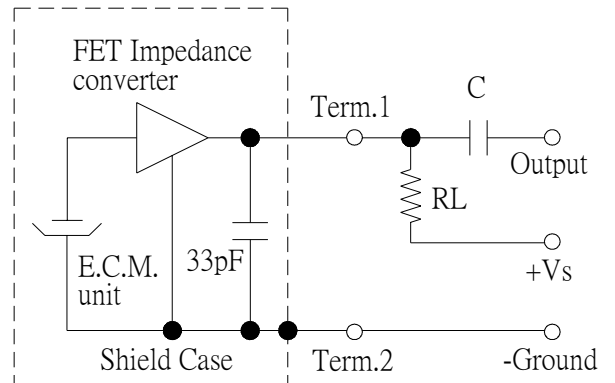 FET Impedance
converter
Term.1
C
Output
RL
+Vs
E.C.M.
unit
33pF
Shield Case
Term.2
-Ground